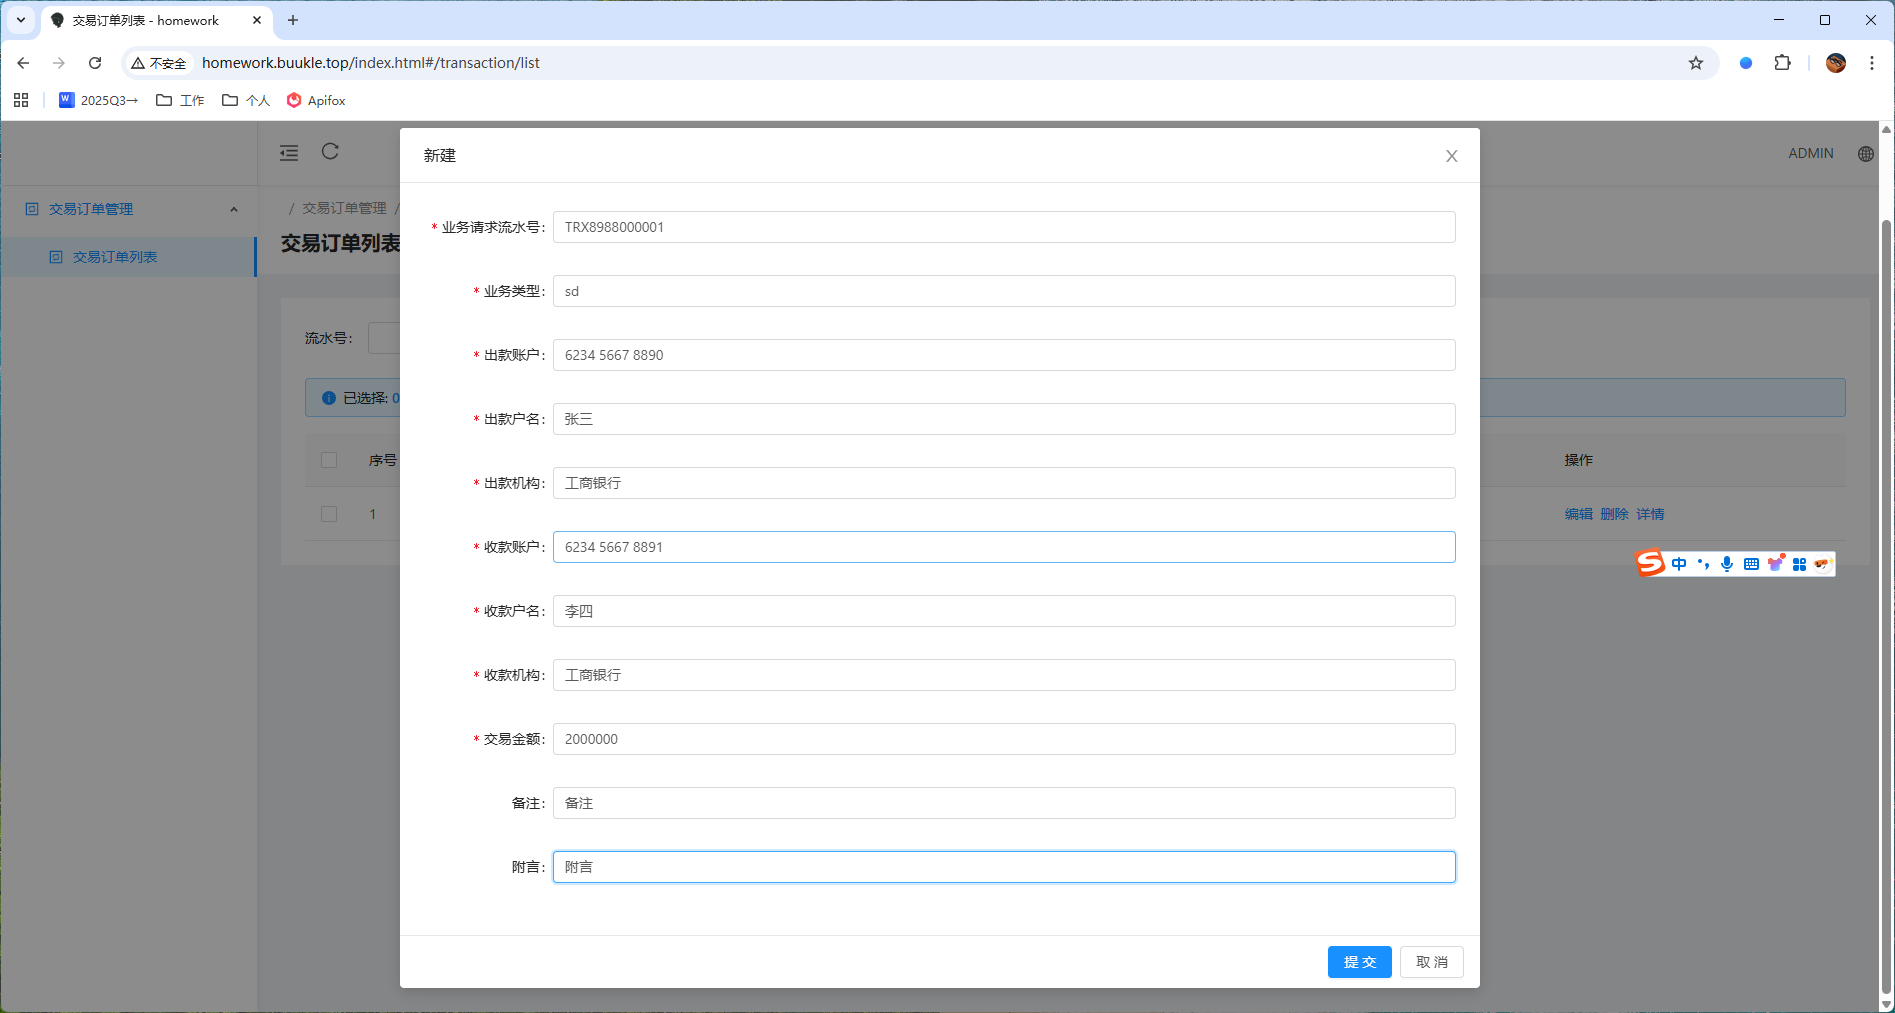 交易订单列表 - homework
不安全 homework.buukle.top/index.html#/transaction/list
2025Q3→ 工作 个人 Apifox
ADMIN
交易订单管理
交易订单列表
/ 交易订单管理 /
交易订单列表
流水号:
已选择: 0
序号
操作
1
编辑 删除 详情
新建
* 业务请求流水号: TRX8988000001
* 业务类型: sd
* 出款账户: 6234 5667 8890
* 出款户名: 张三
* 出款机构: 工商银行
* 收款账户: 6234 5667 8891
* 收款户名: 李四
* 收款机构: 工商银行
* 交易金额: 2000000
备注: 备注
附言: 附言
提 交 取 消
S 中